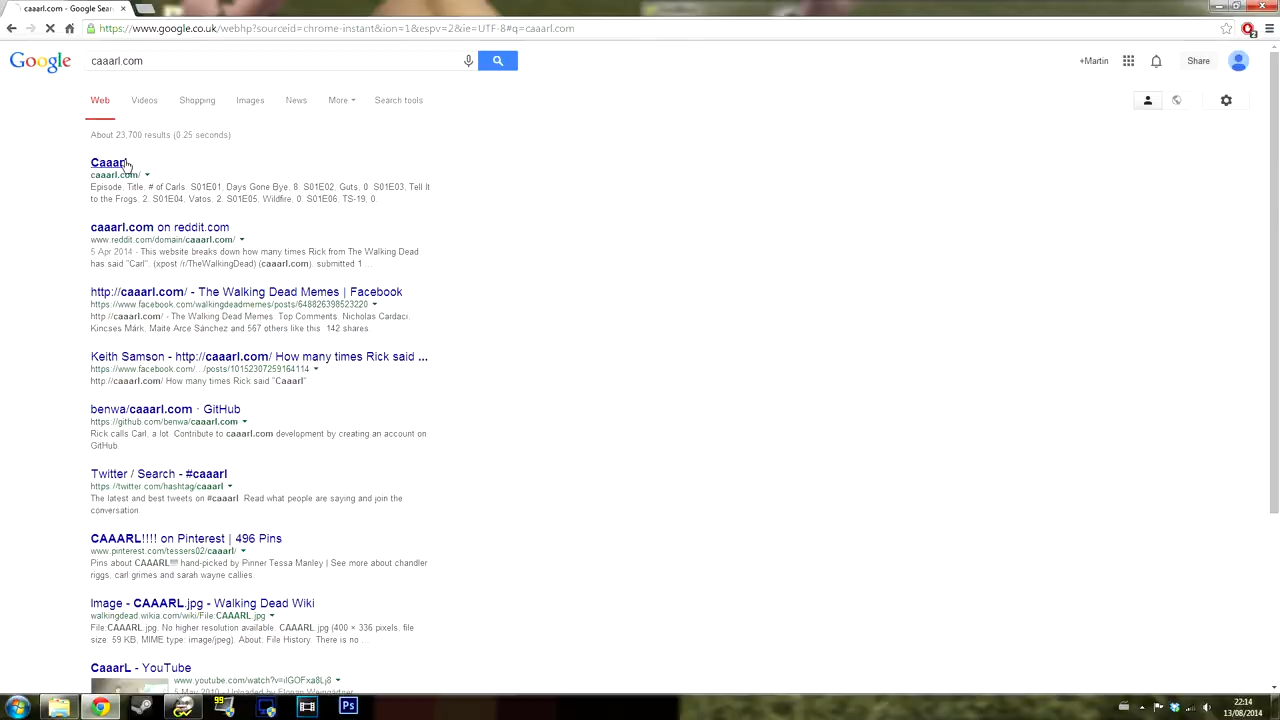 caaarl.com - Google Sear
https://www.google.co.uk/webhp?sourceid=chrome-instant&ion=1&espv=2&ie=UTF-8#q=caaarl.com
2
Google
caaarl.com
+Martin
Share
Web Videos Shopping Images News More Search tools
About 23,700 results (0.25 seconds)
Caaarl
caaarl.com/
Episode, Title, # of Carls. S01E01, Days Gone Bye, 8. S01E02, Guts, 0. S01E03, Tell It
to the Frogs, 2. S01E04, Vatos, 2. S01E05, Wildfire, 0. S01E06, TS-19, 0.
caaarl.com on reddit.com
www.reddit.com/domain/caaarl.com/
5 Apr 2014 - This website breaks down how many times Rick from The Walking Dead
has said "Carl". (xpost /r/TheWalkingDead) (caaarl.com). submitted 1 ...
http://caaarl.com/ - The Walking Dead Memes | Facebook
https://www.facebook.com/walkingdeadmemes/posts/648826398523220
http://caaarl.com/ · The Walking Dead Memes. Top Comments. Nicholas Cardaci,
Kincses Márk, Maite Arce Sánchez and 567 others like this. 142 shares
Keith Samson - http://caaarl.com/ How many times Rick said ...
https://www.facebook.com/.../posts/10152307259164114
http://caaarl.com/ How many times Rick said "Caaarl"
benwa/caaarl.com · GitHub
https://github.com/benwa/caaarl.com
Rick calls Carl, a lot. Contribute to caaarl.com development by creating an account on
GitHub.
Twitter / Search - #caaarl
https://twitter.com/hashtag/caaarl
The latest and best tweets on #caaarl. Read what people are saying and join the
conversation.
CAAARL!!!! on Pinterest | 496 Pins
www.pinterest.com/tessers02/caaarl/
Pins about CAAARL!!!! hand-picked by Pinner Tessa Manley | See more about chandler
riggs, carl grimes and sarah wayne callies.
Image - CAAARL.jpg - Walking Dead Wiki
walkingdead.wikia.com/wiki/File:CAAARL.jpg
File:CAAARL.jpg. No higher resolution available. CAAARL.jpg (400 × 336 pixels, file
size: 59 KB, MIME type: image/jpeg). About; File History. There is no ...
CaaarL - YouTube
www.youtube.com/watch?v=ilGOFxa8Lj8
5 May 2010 - Uploaded by Florian Weingärtner
99
Ps
22:14
13/08/2014